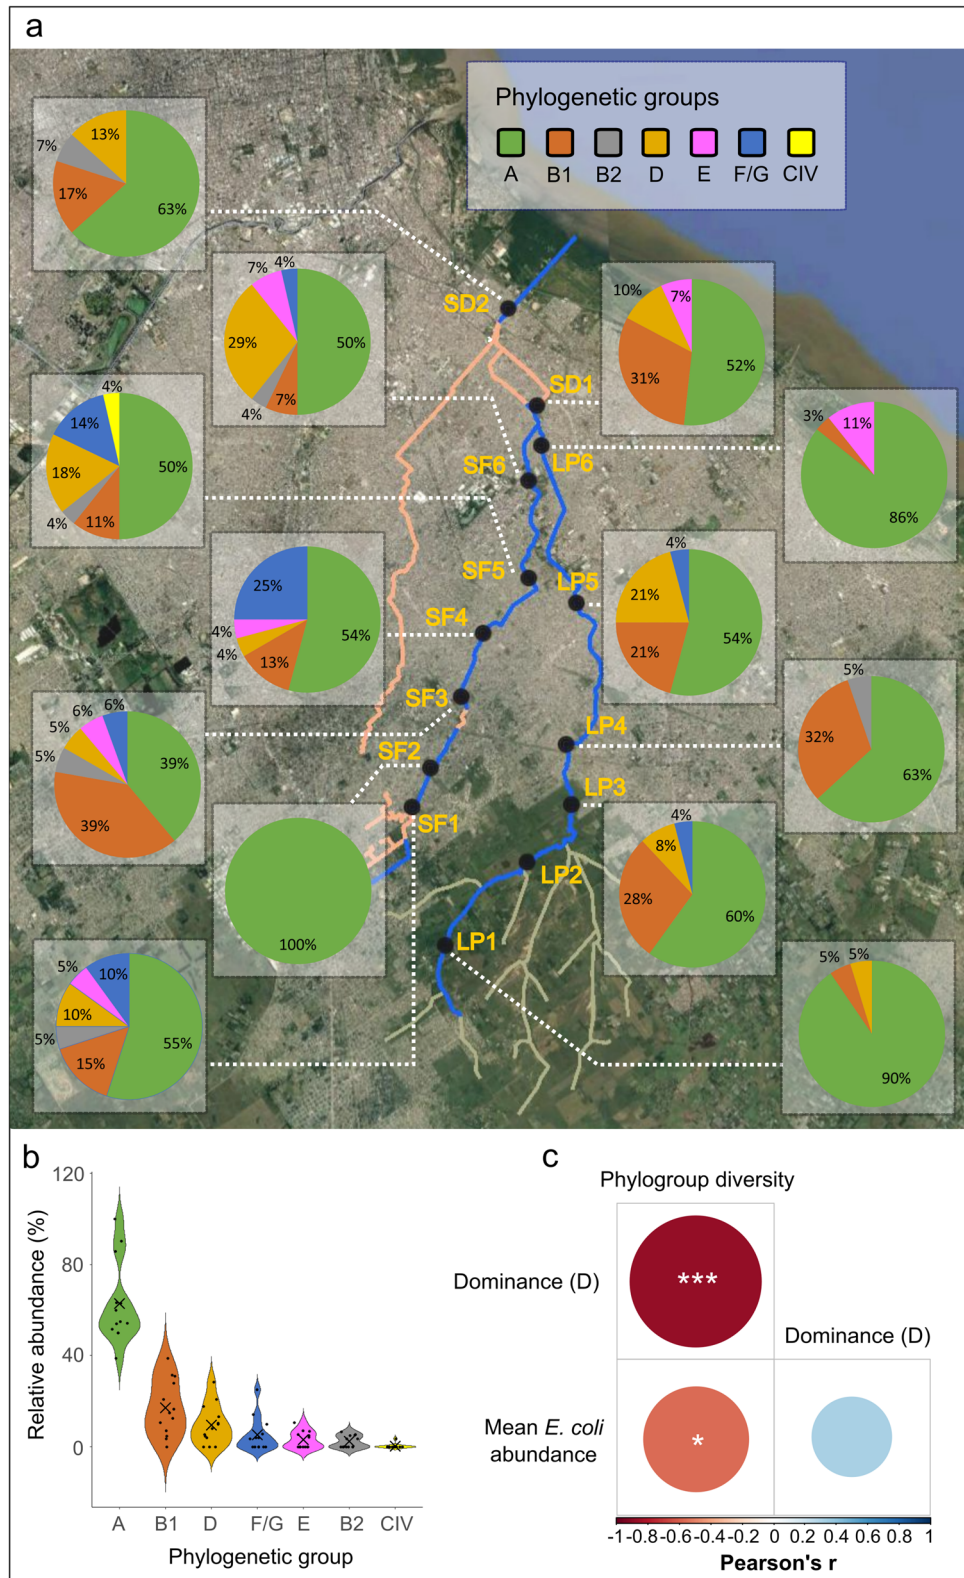 a
Phylogenetic groups
A B1 B2 D E F/G CIV
13%
7%
17%
63%
7% 4%
29%
50%
4% 7%
10% 7%
31%
52%
4%
14%
18%
50%
4% 11%
3% 11%
86%
25%
4%
4%
13%
54%
4%
21%
21%
54%
6% 6%
5%
5%
39%
39%
5%
32%
63%
100%
4%
8%
28%
60%
5% 10%
10%
5%
15%
55%
5% 5%
90%
SD2
SD1
LP6
SF6
SF5
LP5
SF4
SF3
LP4
SF2
LP3
SF1
LP2
LP1
b
Relative abundance (%)
120
80
40
0
A B1 D F/G E B2 CIV
Phylogenetic group
c
Phylogroup diversity
Dominance (D)
***
Dominance (D)
Mean E. coli
abundance
*
-1 -0.8 -0.6 -0.4 -0.2 0 0.2 0.4 0.6 0.8 1
Pearson's r